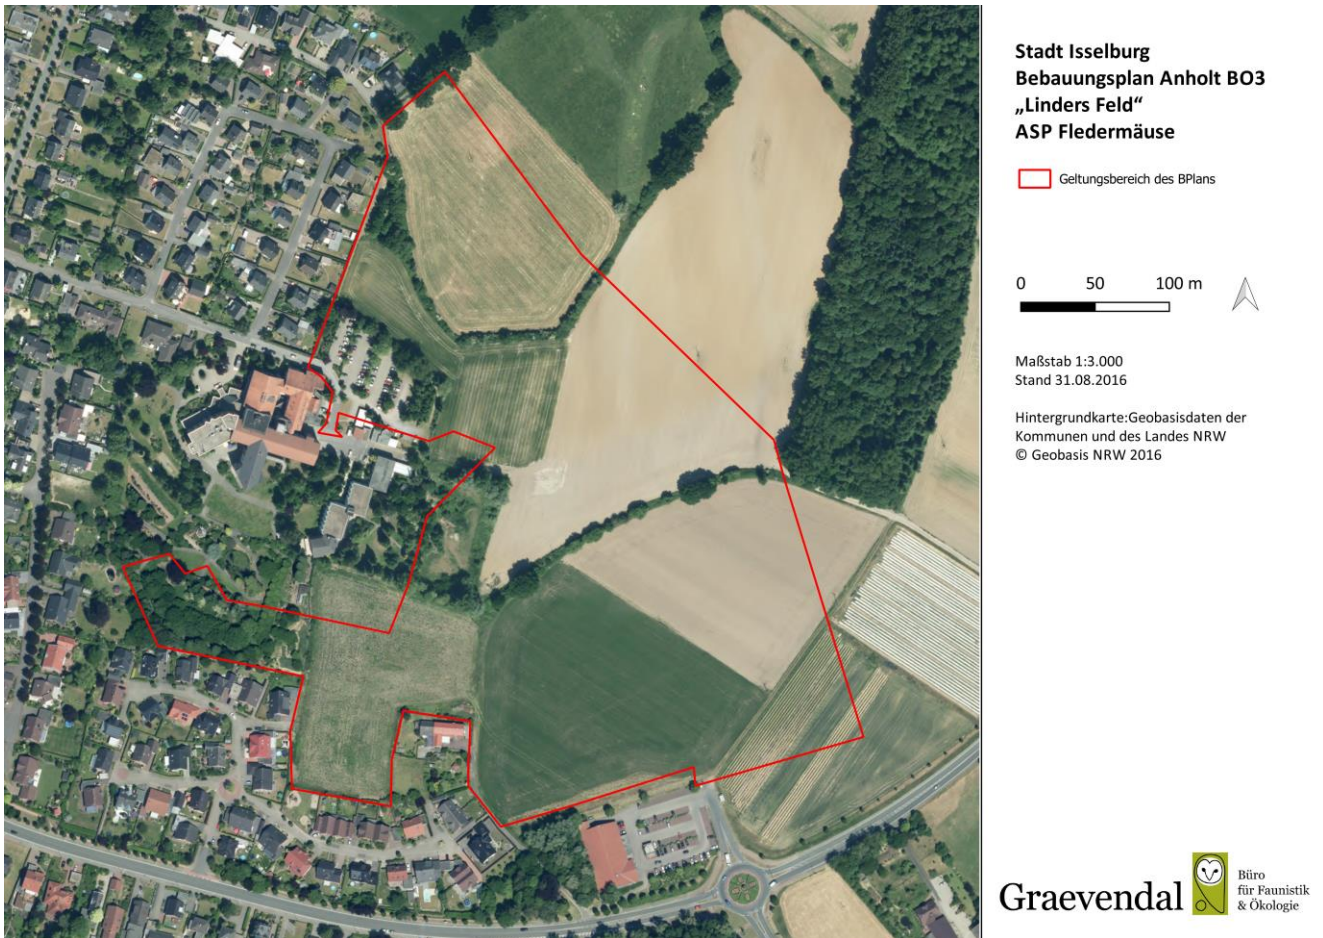 Stadt Isselburg
Bebauungsplan Anholt BO3
„Linders Feld“
ASP Fledermäuse
Geltungsbereich des BPlans
0 50 100 m
Maßstab 1:3.000
Stand 31.08.2016
Hintergrundkarte:Geobasisdaten der
Kommunen und des Landes NRW
© Geobasis NRW 2016
Graevendal
Büro
für Faunistik
& Ökologie